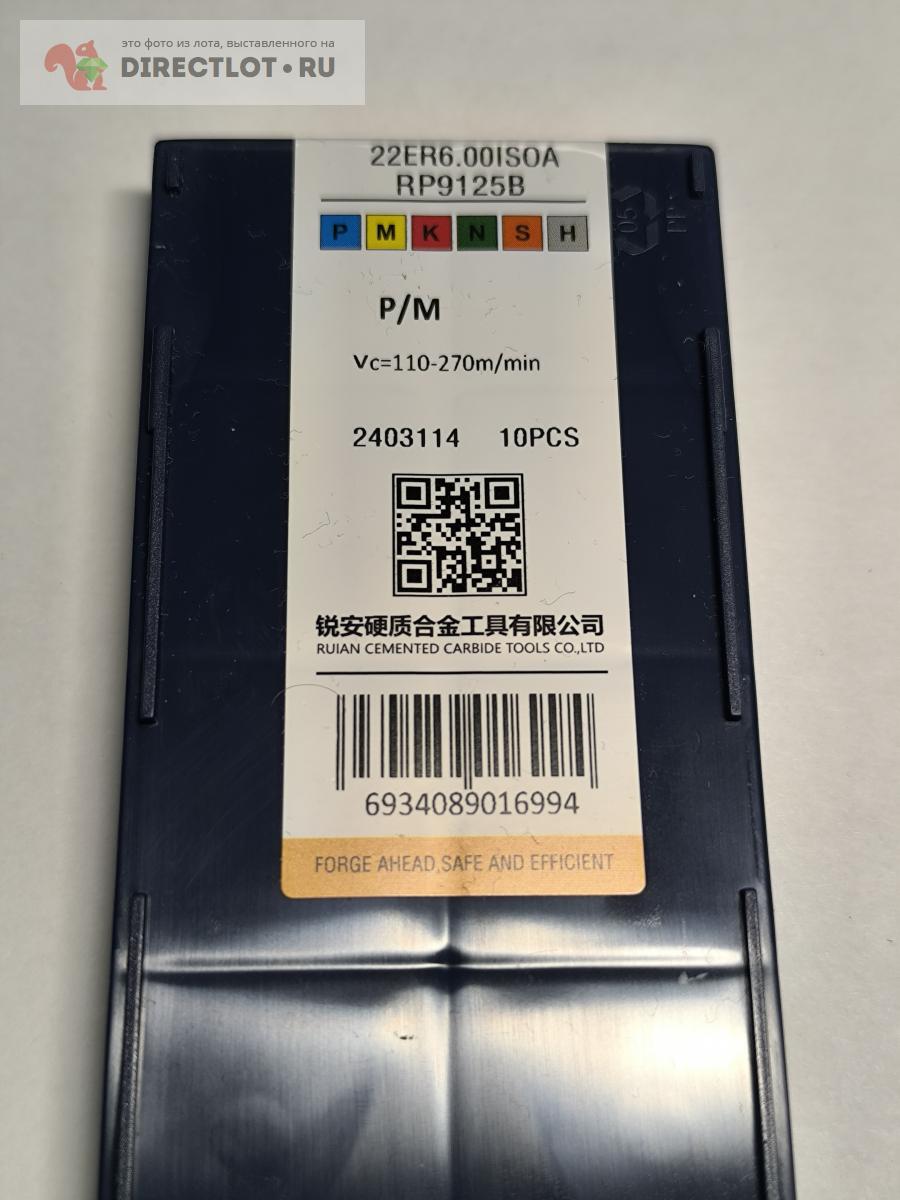 это фото из лота, выставленного на
DIRECTLOT•RU
22ER6.00ISOA
RP9125B
P M K N S H
P/M
Vc=110-270m/min
2403114 10PCS
锐安硬质合金工具有限公司
RUIAN CEMENTED CARBIDE TOOLS CO.,LTD
6934089016994
FORGE AHEAD,SAFE AND EFFICIENT
05